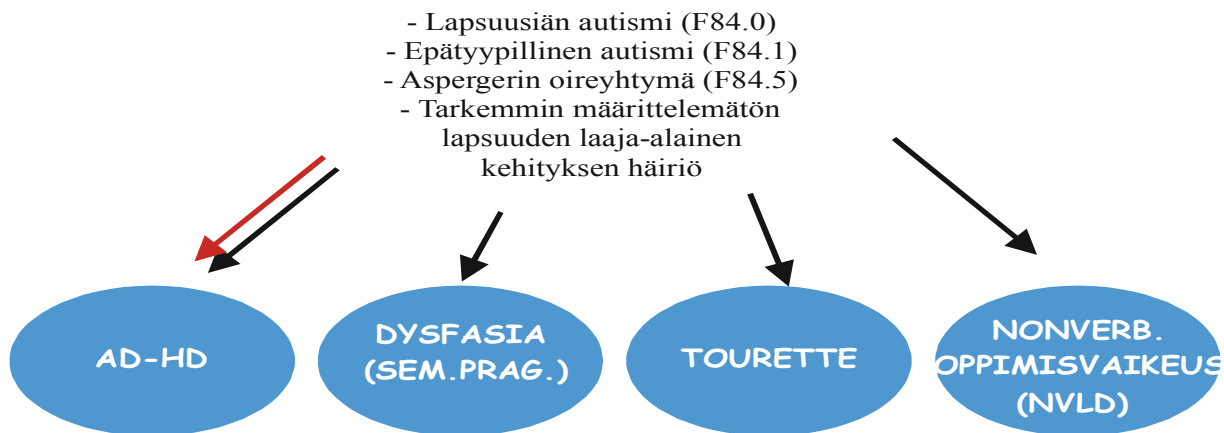 - Lapsuusiän autismi (F84.0)
- Epätyypillinen autismi (F84.1)
- Aspergerin oireyhtymä (F84.5)
- Tarkemmin määrittelemätön
lapsuuden laaja-alainen
kehityksen häiriö
AD-HD
DYSFASIA
(SEM.PRAG.)
TOURETTE
NONVERB.
OPPIMISVAIKEUS
(NVLD)